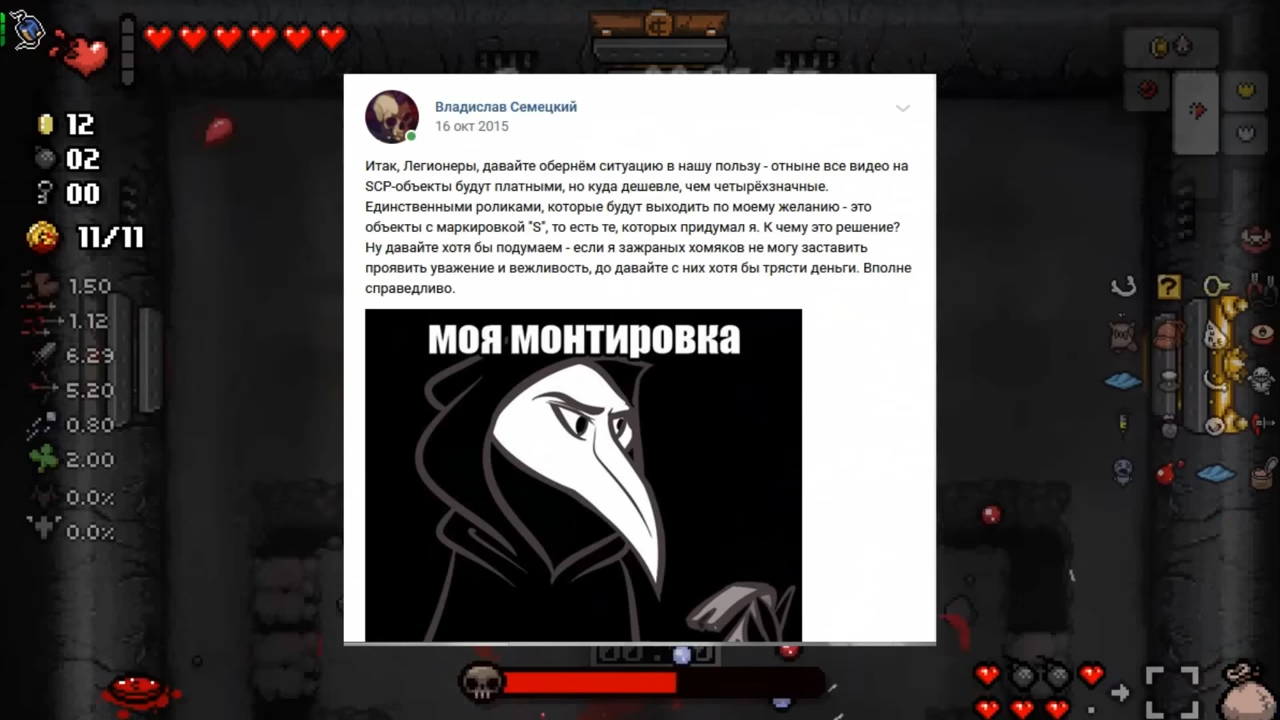 12
02
00
11/11
1.50
1.12
6.29
5.20
0.80
2.00
0.0%
0.0%
Владислав Семецкий
16 окт 2015
Итак, Легионеры, давайте обернём ситуацию в нашу пользу - отныне все видео на
SCP-объекты будут платными, но куда дешевле, чем четырёхзначные.
Единственными роликами, которые будут выходить по моему желанию - это
объекты с маркировкой "S", то есть те, которых придумал я. К чему это решение?
Ну давайте хотя бы подумаем - если я зажраных хомяков не могу заставить
проявить уважение и вежливость, до давайте с них хотя бы трясти деньги. Вполне
справедливо.
МОЯ МОНТИРОВКА